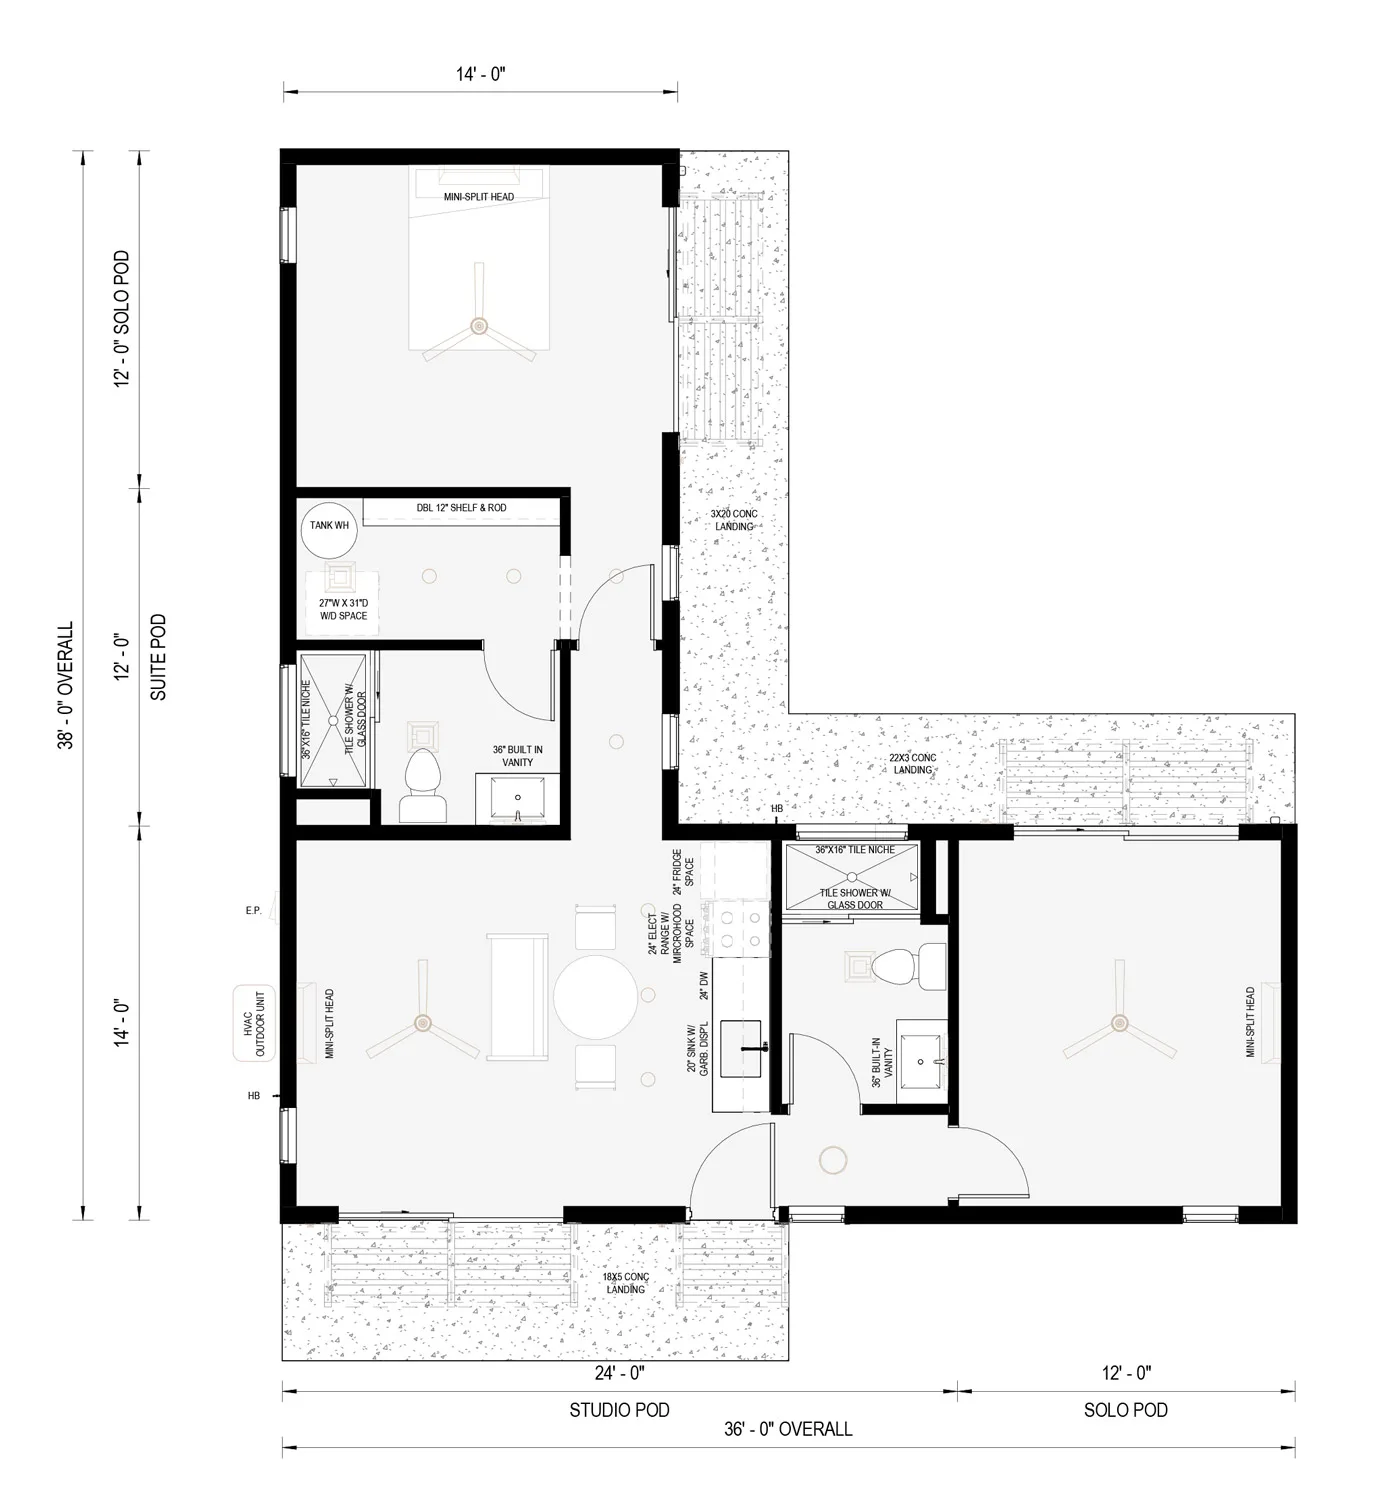 14' - 0"
MINI-SPLIT HEAD
12' - 0" SOLO POD
DBL 12" SHELF & ROD
TANK WH
3X20 CONC
LANDING
27"W X 31"D
W/D SPACE
38' - 0" OVERALL
12' - 0"
SUITE POD
36"X16" TILE NICHE
TILE SHOWER W/
GLASS DOOR
36" BUILT IN
VANITY
22X3 CONC
LANDING
HB
36"X16" TILE NICHE
TILE SHOWER W/
GLASS DOOR
24" FRIDGE
SPACE
24" ELECT
RANGE W/
MIRCROHOOD
SPACE
E.P.
24" DW
HVAC
OUTDOOR UNIT
MINI-SPLIT HEAD
MINI-SPLIT HEAD
14' - 0"
20" SINK W/
GARB. DISP'L
36" BUILT-IN
VANITY
HB
18X5 CONC
LANDING
24' - 0"
12' - 0"
STUDIO POD
SOLO POD
36' - 0" OVERALL